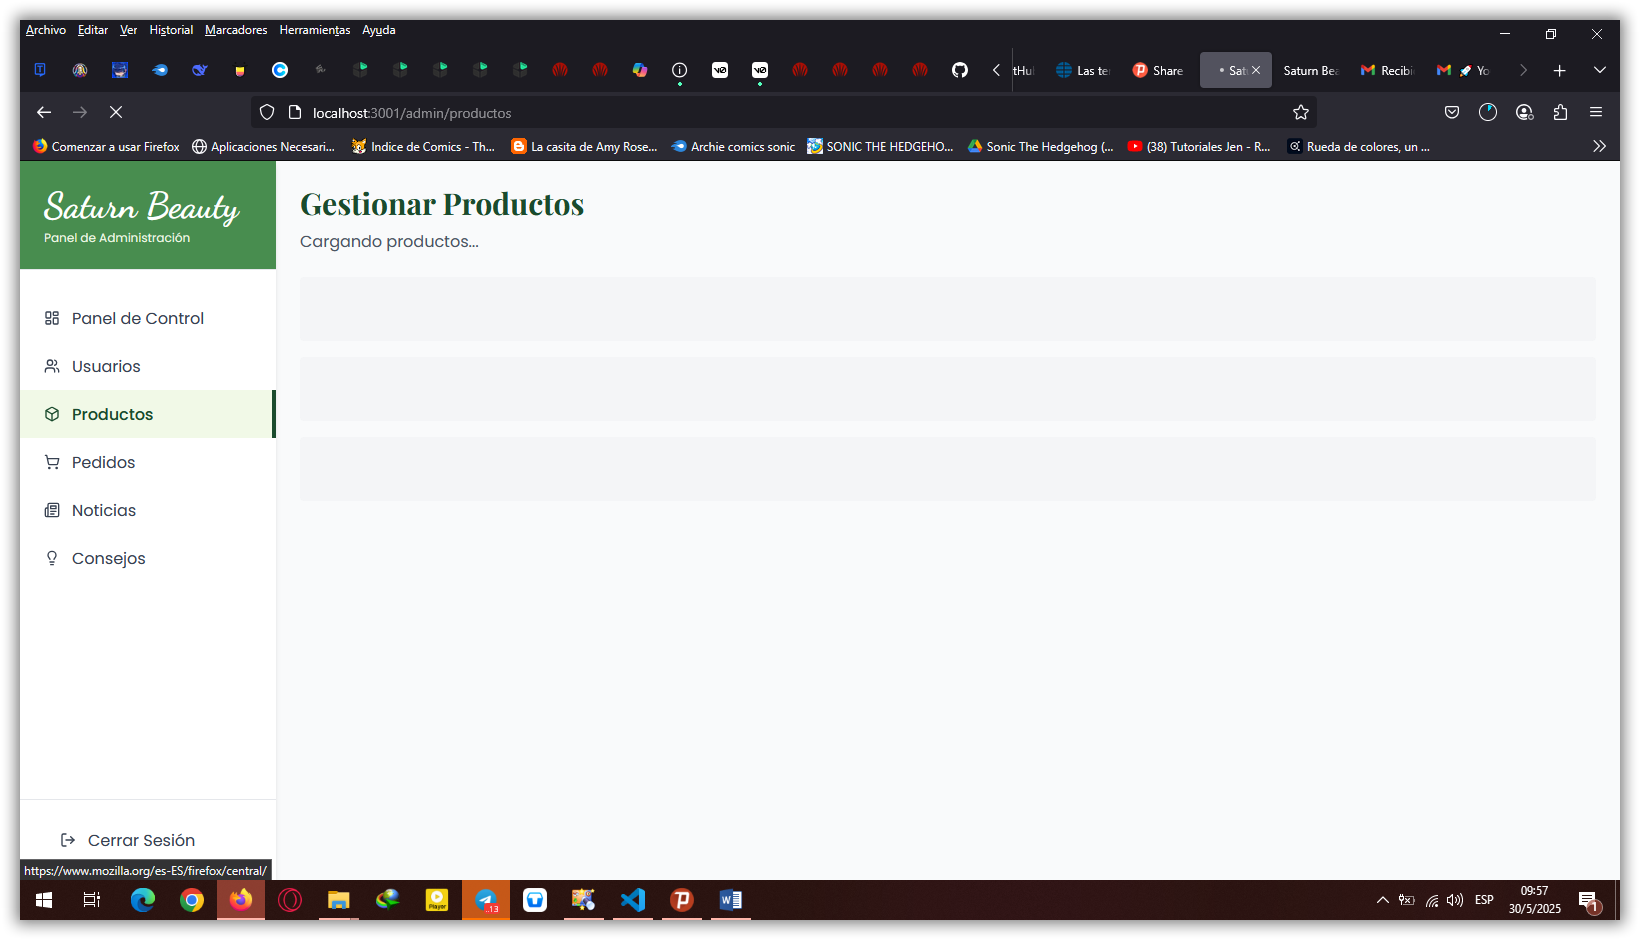 Archivo Editar Ver Historial Marcadores Herramientas Ayuda
tHu Las ter Share Satu Saturn Bea Recibi Yo
localhost:3001/admin/productos
Comenzar a usar Firefox Aplicaciones Necesari... Indice de Comics - Th... La casita de Amy Rose... Archie comics sonic SONIC THE HEDGEHO... Sonic The Hedgehog (... (38) Tutoriales Jen - R... Rueda de colores, un ...
Saturn Beauty
Panel de Administración
Gestionar Productos
Cargando productos...
Panel de Control
Usuarios
Productos
Pedidos
Noticias
Consejos
Cerrar Sesión
https://www.mozilla.org/es-ES/firefox/central/
ESP
09:57
30/5/2025
1